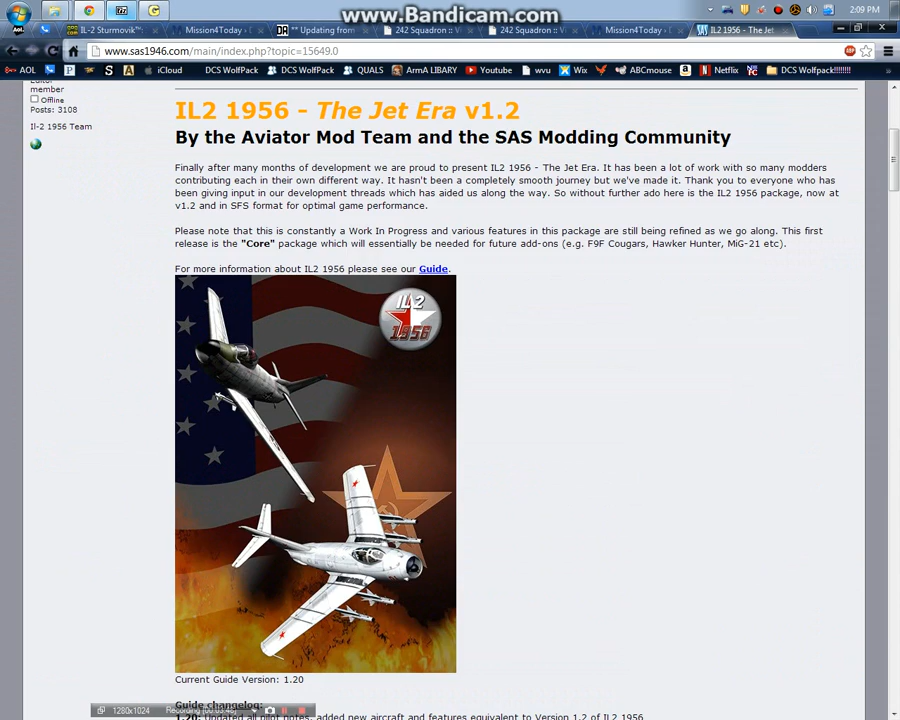 www.Bandicam.com
2:09 PM
IL-2 Sturmovik™:
Mission4Today
** Updating from
242 Squadron :: Vi
242 Squadron :: Vi
Mission4Today
IL2 1956 - The Jet
www.sas1946.com/main/index.php?topic=15649.0
AOL
iCloud
DCS WolfPack
DCS WolfPack
QUALS
ArmA LIBARY
Youtube
wvu
Wix
ABCmouse
Netflix
DCS Wolfpack!!!!!!!!
member
Offline
Posts: 3108
Il-2 1956 Team
IL2 1956 - The Jet Era v1.2
By the Aviator Mod Team and the SAS Modding Community
Finally after many months of development we are proud to present IL2 1956 - The Jet Era. It has been a lot of work with so many modders
contributing each in their own different way. It hasn't been a completely smooth journey but we've made it. Thank you to everyone who has
been giving input in our development threads which has aided us along the way. So without further ado here is the IL2 1956 package, now at
v1.2 and in SFS format for optimal game performance.
Please note that this is constantly a Work In Progress and various features in this package are still being refined as we go along. This first
release is the "Core" package which will essentially be needed for future add-ons (e.g. F9F Cougars, Hawker Hunter, MiG-21 etc).
For more information about IL2 1956 please see our Guide.
IL2
1956
Current Guide Version: 1.20
Guide changelog:
1280x1024
Recording
1.20: Updated all pilot notes, added new aircraft and features equivalent to Version 1.2 of IL2 1956